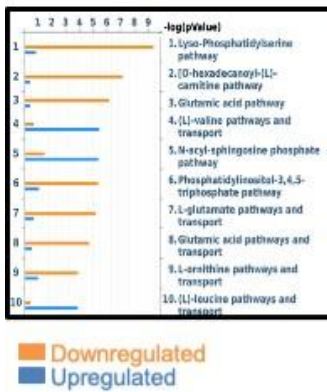 1 2 3 4 5 6 7 8 9 -log(pValue)
1
2
3
4
5
6
7
8
9
10
1. Lyso-Phosphatidylserine
pathway
2. [O-hexadecanoyl-(L)-
carnitine pathway
3. Glutamic acid pathway
4. (L)-valine pathways and
transport
5. N-acyl-sphingosine phosphate
pathway
6. Phosphatidylinositol-3,4,5-
triphosphate pathway
7. L-glutamate pathways and
transport
8. Glutamic acid pathways and
transport
9. L-ornithine pathways and
transport
10. (L)-leucine pathways and
transport
Downregulated
Upregulated